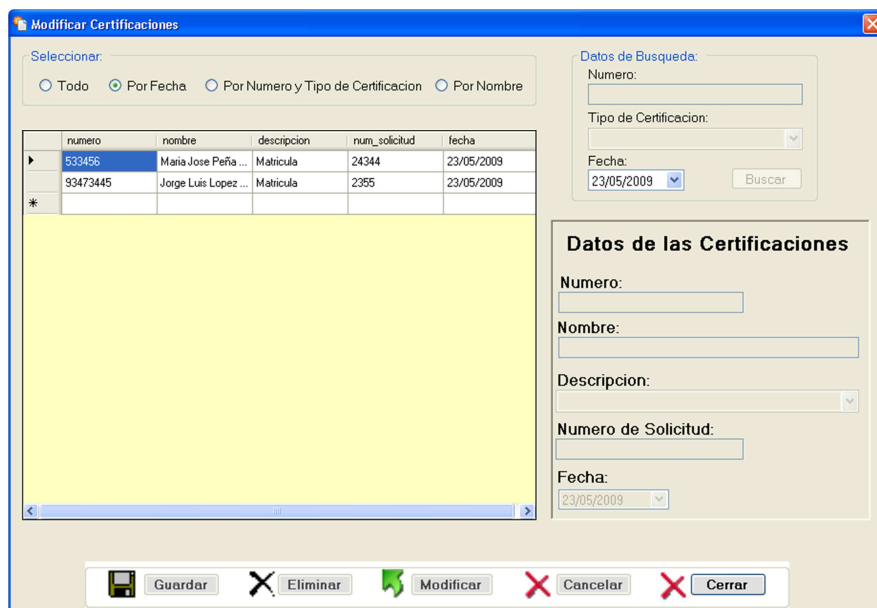 Modificar Certificaciones
Seleccionar:
Todo Por Fecha Por Numero y Tipo de Certificacion Por Nombre
Datos de Busqueda:
Numero:
Tipo de Certificacion:
Fecha:
23/05/2009 Buscar
numero nombre descripcion num_solicitud fecha
533456 Maria Jose Peña ... Matricula 24344 23/05/2009
93473445 Jorge Luis Lopez ... Matricula 2355 23/05/2009
Datos de las Certificaciones
Numero:
Nombre:
Descripcion:
Numero de Solicitud:
Fecha:
23/05/2009
Guardar Eliminar Modificar Cancelar Cerrar